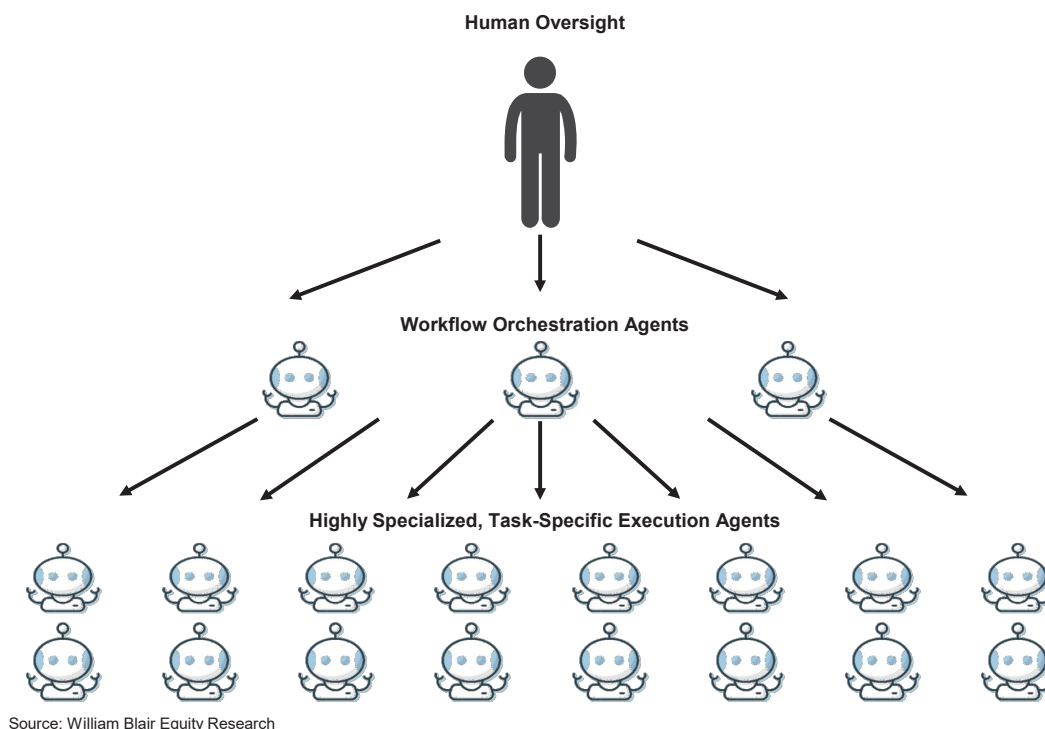 Human Oversight
Workflow Orchestration Agents
Highly Specialized, Task-Specific Execution Agents
Source: William Blair Equity Research